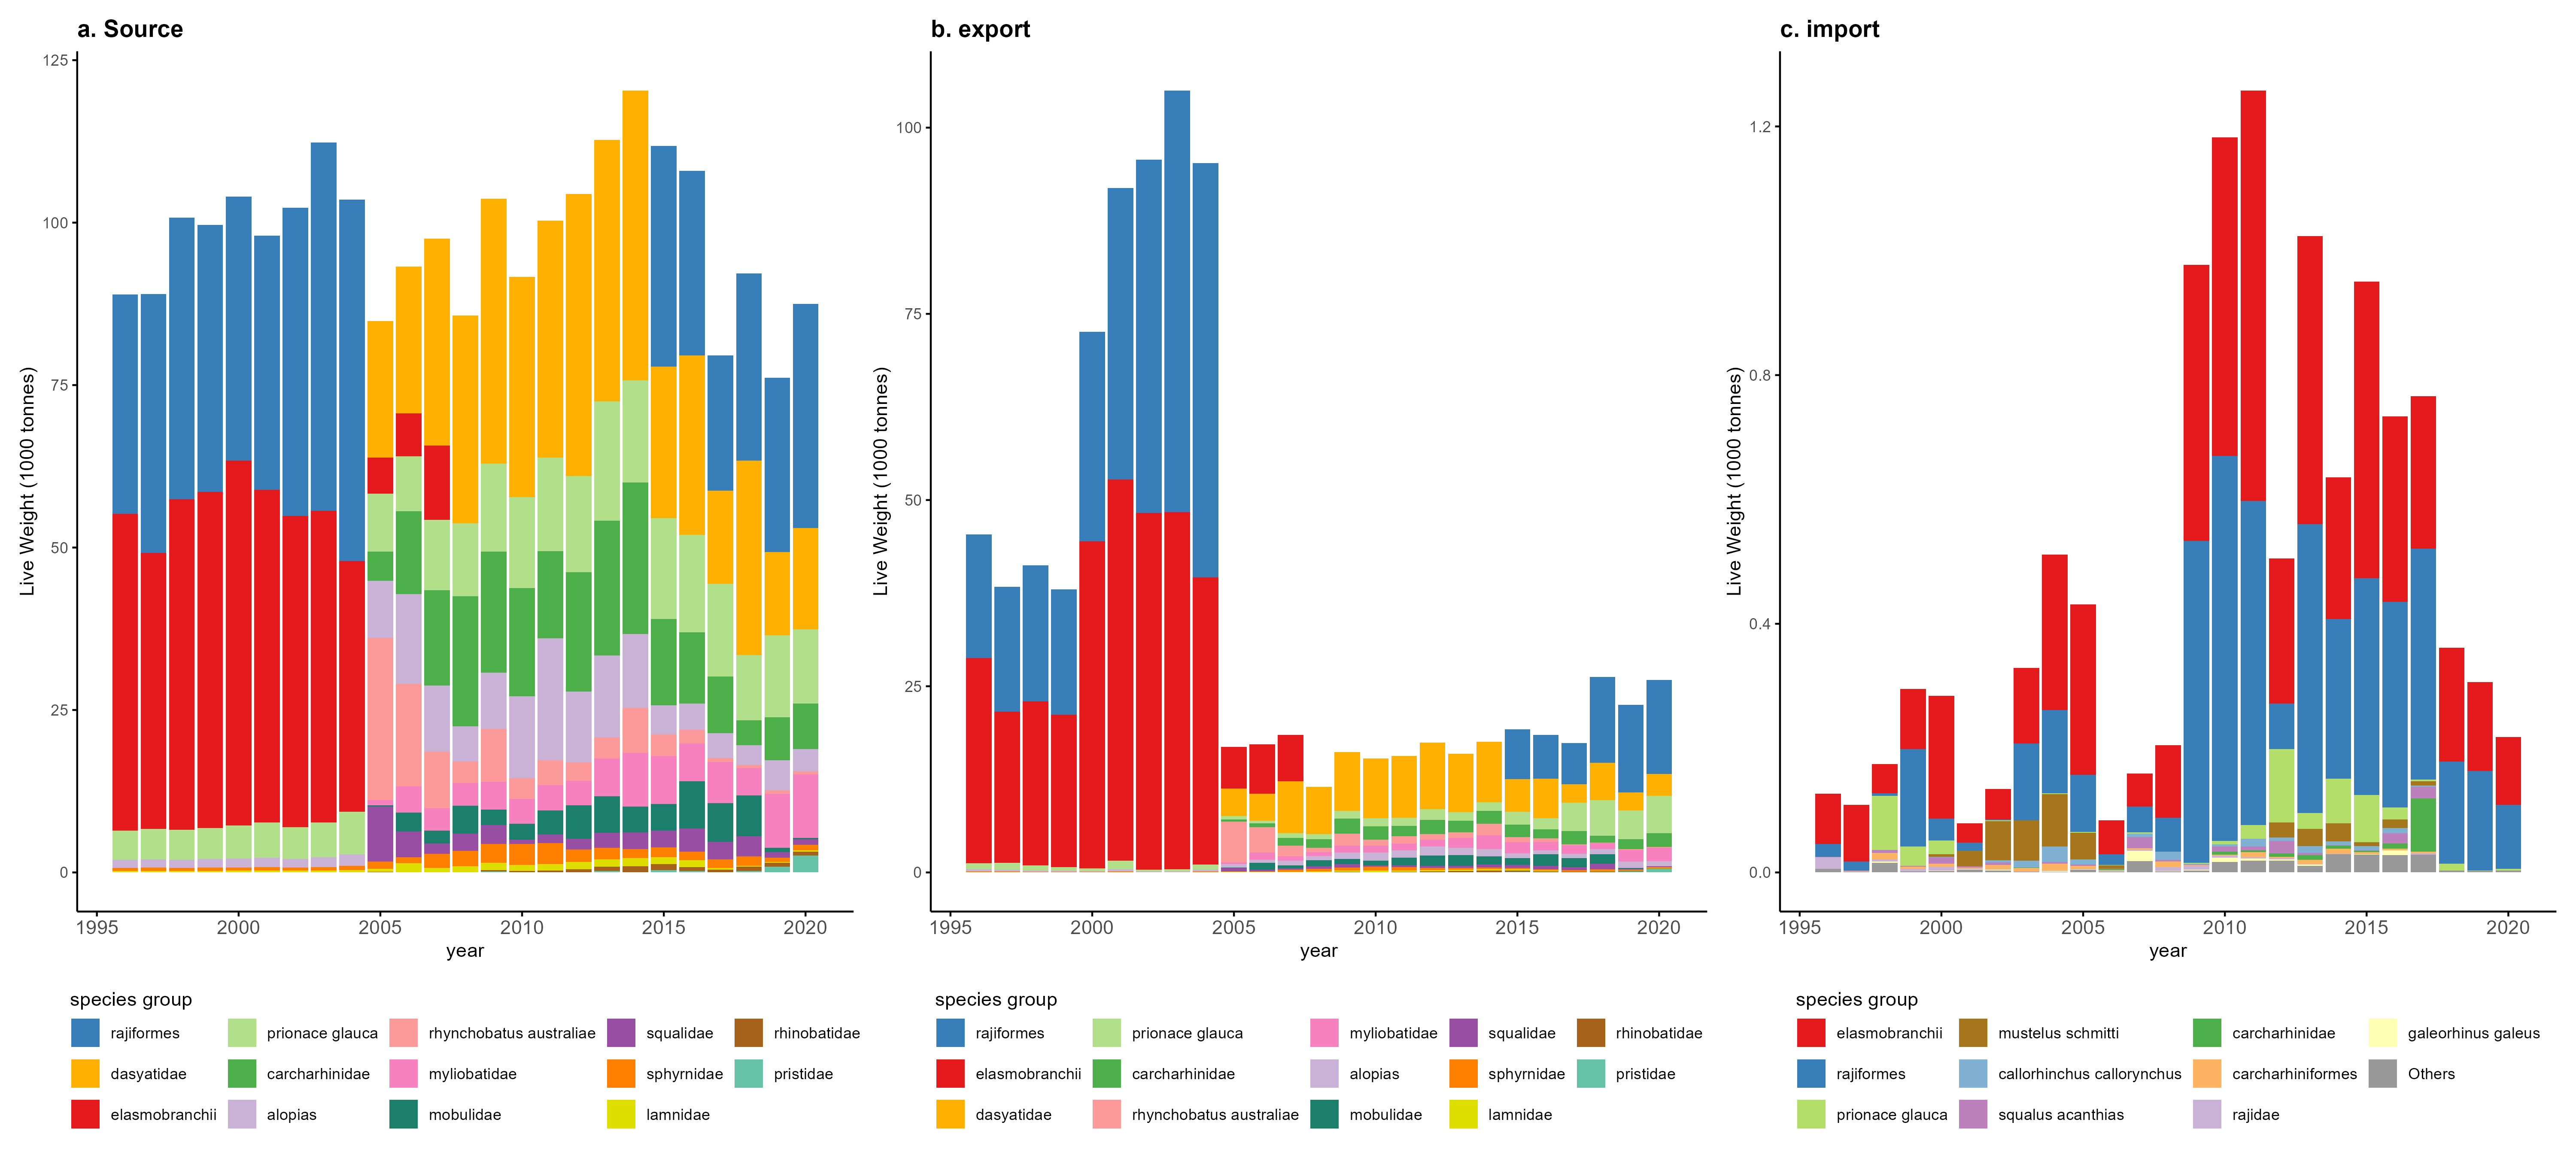 a. Source
b. export
c. import
Live Weight (1000 tonnes)
125
100
75
50
25
0
1995
2000
2005
2010
2015
2020
year
Live Weight (1000 tonnes)
100
75
50
25
0
1995
2000
2005
2010
2015
2020
year
Live Weight (1000 tonnes)
1.2
0.8
0.4
0.0
1995
2000
2005
2010
2015
2020
year
species group
rajiformes
prionace glauca
rhynchobatus australiae
squalidae
rhinobatidae
dasyatidae
carcharhinidae
myliobatidae
sphyrnidae
pristidae
elasmobranchii
alopias
mobulidae
lamnidae
species group
rajiformes
prionace glauca
myliobatidae
squalidae
rhinobatidae
elasmobranchii
carcharhinidae
alopias
sphyrnidae
pristidae
dasyatidae
rhynchobatus australiae
mobulidae
lamnidae
species group
elasmobranchii
mustelus schmitti
carcharhinidae
galeorhinus galeus
rajiformes
callorhinchus callorynchus
carcharhiniformes
Others
prionace glauca
squalus acanthias
rajidae